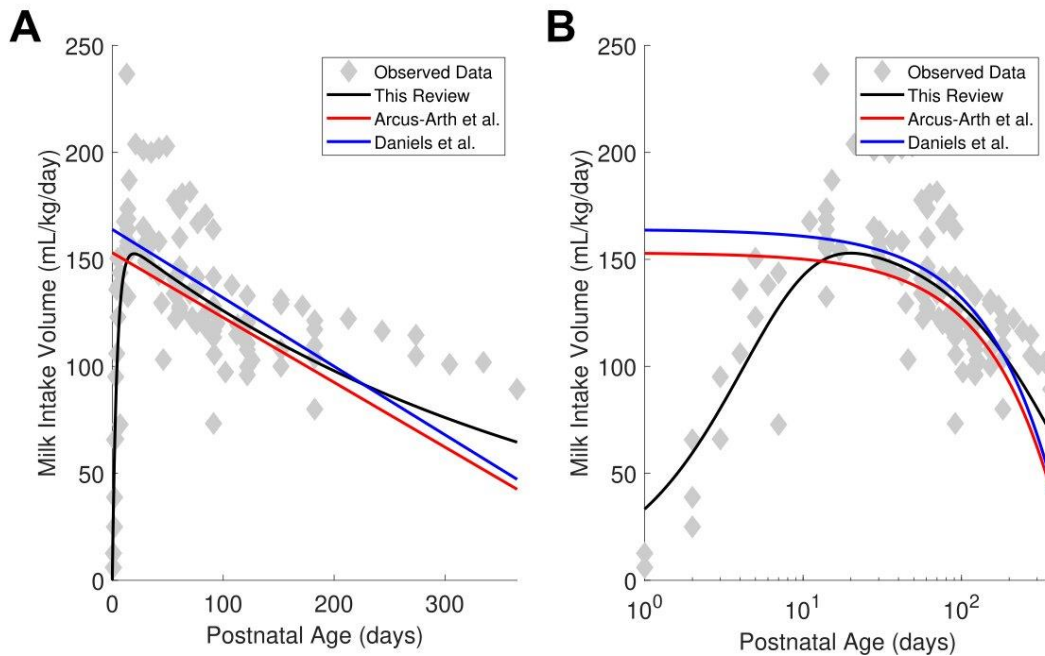 A
250
200
150
100
50
0
Milk Intake Volume (mL/kg/day)
Observed Data
This Review
Arcus-Arth et al.
Daniels et al.
0 100 200 300
Postnatal Age (days)
B
250
200
150
100
50
0
Milk Intake Volume (mL/kg/day)
Observed Data
This Review
Arcus-Arth et al.
Daniels et al.
10⁰ 10¹ 10²
Postnatal Age (days)